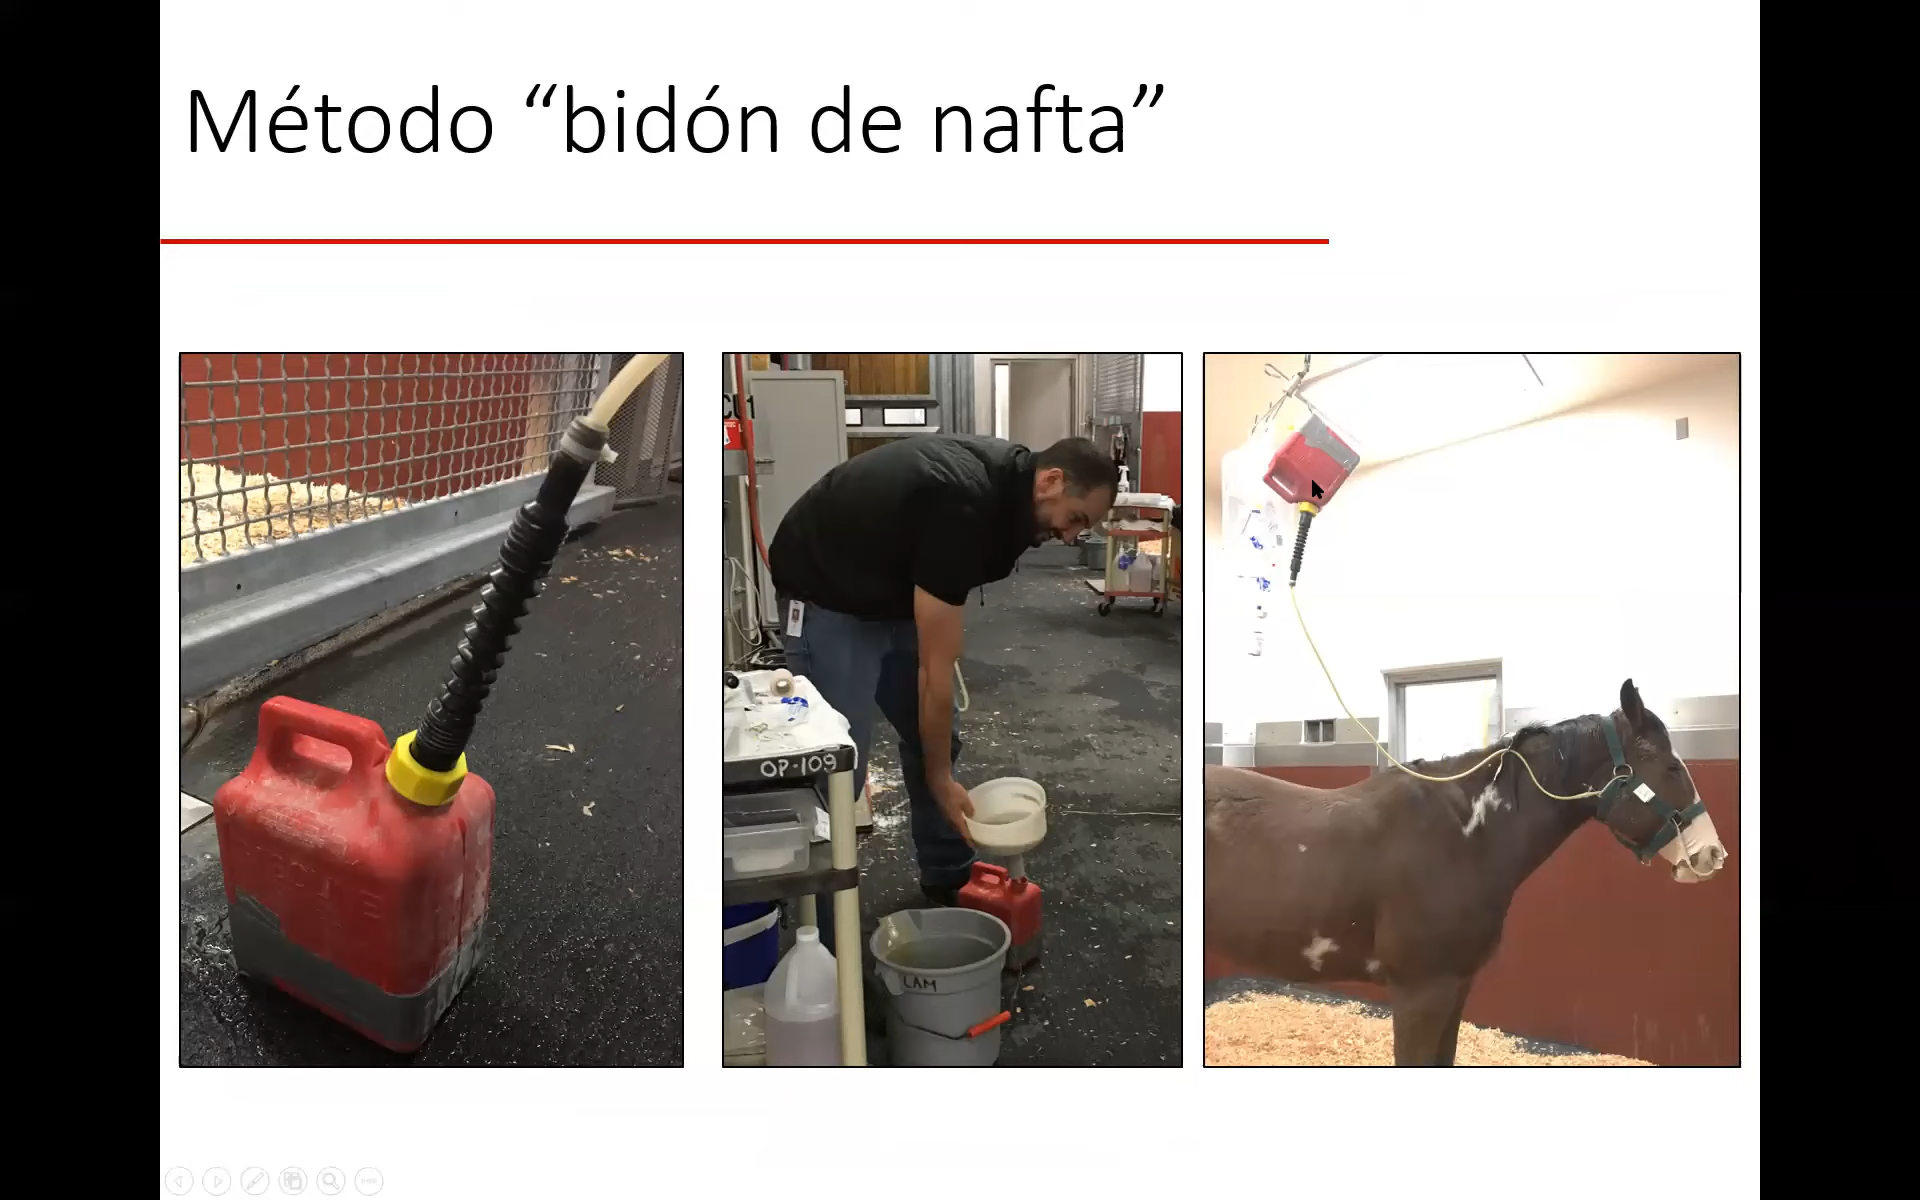 Método “bidón de nafta”
OP-109
LAM